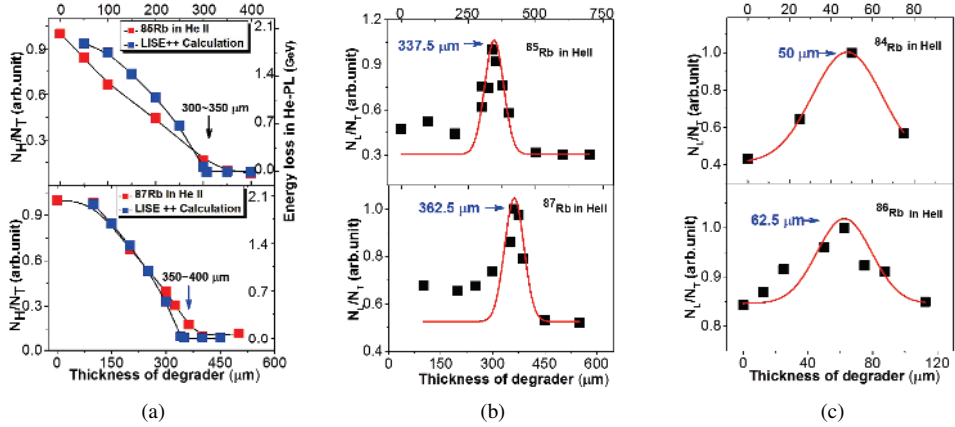 0 100 200 300 400
85Rb in He II
LISE++ Calculation
300~350 μm
0.9
0.6
0.3
2.1
1.4
0.7
0.0
N_H/N_T (arb.unit)
Energy loss in He-PL (GeV)
87Rb in He II
LISE ++ Calculation
350~400 μm
0.9
0.6
0.3
0.0
2.1
1.4
0.7
0.0
N_H/N_T (arb.unit)
0 150 300 450 600
Thickness of degrader (μm)
(a)
0 250 500 750
337.5 μm
85Rb in HeII
1.2
0.9
0.6
0.3
N_L/N_T (arb.unit)
362.5 μm
87Rb in HeII
1.2
1.0
0.8
0.6
0.4
N_L/N_T (arb.unit)
0 150 300 450 600
Thickness of degrader (μm)
(b)
0 20 40 60 80
50 μm
84Rb in HeII
1.2
1.0
0.8
0.6
0.4
N_L/N_T (arb.unit)
62.5 μm
86Rb in HeII
1.1
1.0
0.9
0.8
N_L/N_T (arb.unit)
0 40 80 120
Thickness of degrader (μm)
(c)